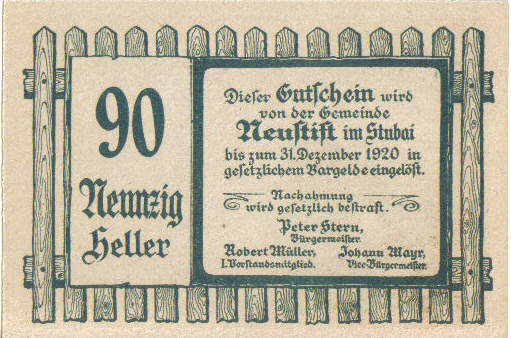 90
Neunzig
Heller
Dieser Gutschein wird
von der Gemeinde
Neustift im Stubai
bis zum 31. Dezember 1920 in
gesetzlichem Bargelde eingelöst.
Nachahmung
wird gesetzlich bestraft.
Peter Stern,
Bürgermeister.
Robert Müller, Johann Mayr,
I. Vorstandsmitglied. Vice-Bürgermeister.